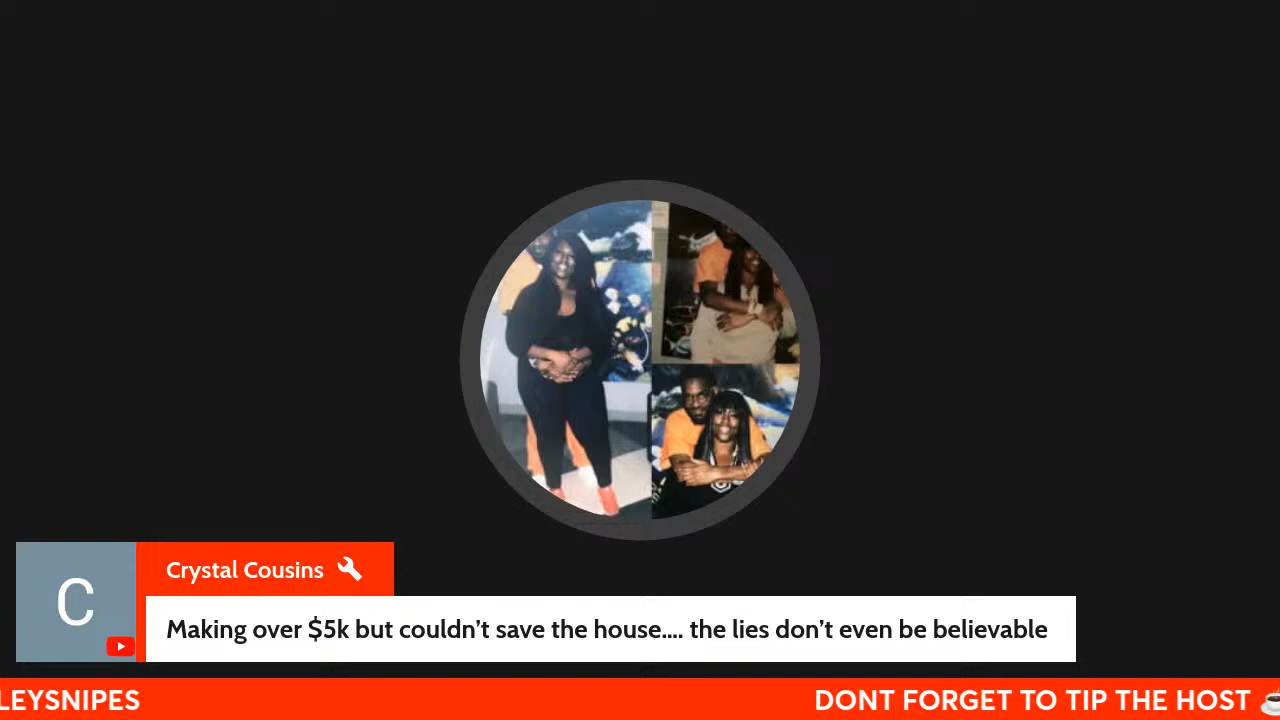 C
Crystal Cousins
Making over $5k but couldn’t save the house.... the lies don’t even be believable
LEYSNIPES DONT FORGET TO TIP THE HOST ☕